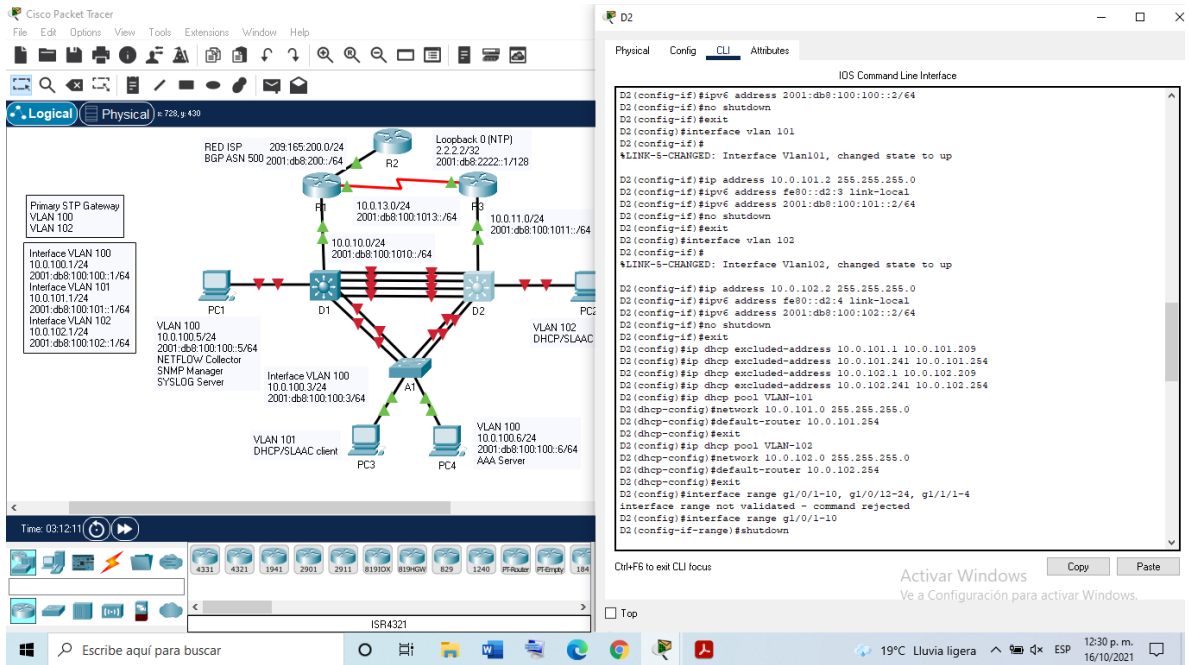 Cisco Packet Tracer
File Edit Options View Tools Extensions Window Help
Logical
Physical
x: 728, y: 430
RED ISP 209:165:200.0/24
BGP ASN 500 2001:db8:200::/64
R2
Loopback 0 (NTP)
2.2.2.2/32
2001:db8:2222::1/128
Primary STP Gateway
VLAN 100
VLAN 102
R1
10.0.13.0/24
2001:db8:100:1013::/64
10.0.11.0/24
2001:db8:100:1011::/64
10.0.10.0/24
2001:db8:100:1010::/64
Interface VLAN 100
10.0.100.1/24
2001:db8:100:100::1/64
Interface VLAN 101
10.0.101.1/24
2001:db8:100:101::1/64
Interface VLAN 102
10.0.102.1/24
2001:db8:100:102::1/64
PC1
D1
D2
VLAN 100
10.0.100.5/24
2001:db8:100:100::5/64
NETFLOW Collector
SNMP Manager
SYSLOG Server
VLAN 102
DHCP/SLAAC
Interface VLAN 100
10.0.100.3/24
2001:db8:100:100:3/64
A1
VLAN 101
DHCP/SLAAC client
PC3
VLAN 100
10.0.100.6/24
2001:db8:100:100::6/64
AAA Server
PC4
Time: 03:12:11
4331 4321 1941 2901 2911 819IOX 819HGW 829 1240 PT-Router PT-Empty 184
ISR4321
D2
Physical Config CLI Attributes
IOS Command Line Interface
D2(config-if)#ipv6 address 2001:db8:100:100::2/64
D2(config-if)#no shutdown
D2(config-if)#exit
D2(config)#interface vlan 101
D2(config-if)#
%LINK-5-CHANGED: Interface Vlan101, changed state to up
D2(config-if)#ip address 10.0.101.2 255.255.255.0
D2(config-if)#ipv6 address fe80::d2:3 link-local
D2(config-if)#ipv6 address 2001:db8:100:101::2/64
D2(config-if)#no shutdown
D2(config-if)#exit
D2(config)#interface vlan 102
D2(config-if)#
%LINK-5-CHANGED: Interface Vlan102, changed state to up
D2(config-if)#ip address 10.0.102.2 255.255.255.0
D2(config-if)#ipv6 address fe80::d2:4 link-local
D2(config-if)#ipv6 address 2001:db8:100:102::2/64
D2(config-if)#no shutdown
D2(config-if)#exit
D2(config)#ip dhcp excluded-address 10.0.101.1 10.0.101.209
D2(config)#ip dhcp excluded-address 10.0.101.241 10.0.101.254
D2(config)#ip dhcp excluded-address 10.0.102.1 10.0.102.209
D2(config)#ip dhcp excluded-address 10.0.102.241 10.0.102.254
D2(config)#ip dhcp pool VLAN-101
D2(dhcp-config)#network 10.0.101.0 255.255.255.0
D2(dhcp-config)#default-router 10.0.101.254
D2(dhcp-config)#exit
D2(config)#ip dhcp pool VLAN-102
D2(dhcp-config)#network 10.0.102.0 255.255.255.0
D2(dhcp-config)#default-router 10.0.102.254
D2(dhcp-config)#exit
D2(config)#interface range g1/0/1-10, g1/0/12-24, g1/1/1-4
interface range not validated - command rejected
D2(config)#interface range g1/0/1-10
D2(config-if-range)#shutdown
Ctrl+F6 to exit CLI focus
Copy
Paste
Activar Windows
Ve a Configuración para activar Windows.
Top
Escribe aquí para buscar
19°C Lluvia ligera
ESP
12:30 p. m.
16/10/2021